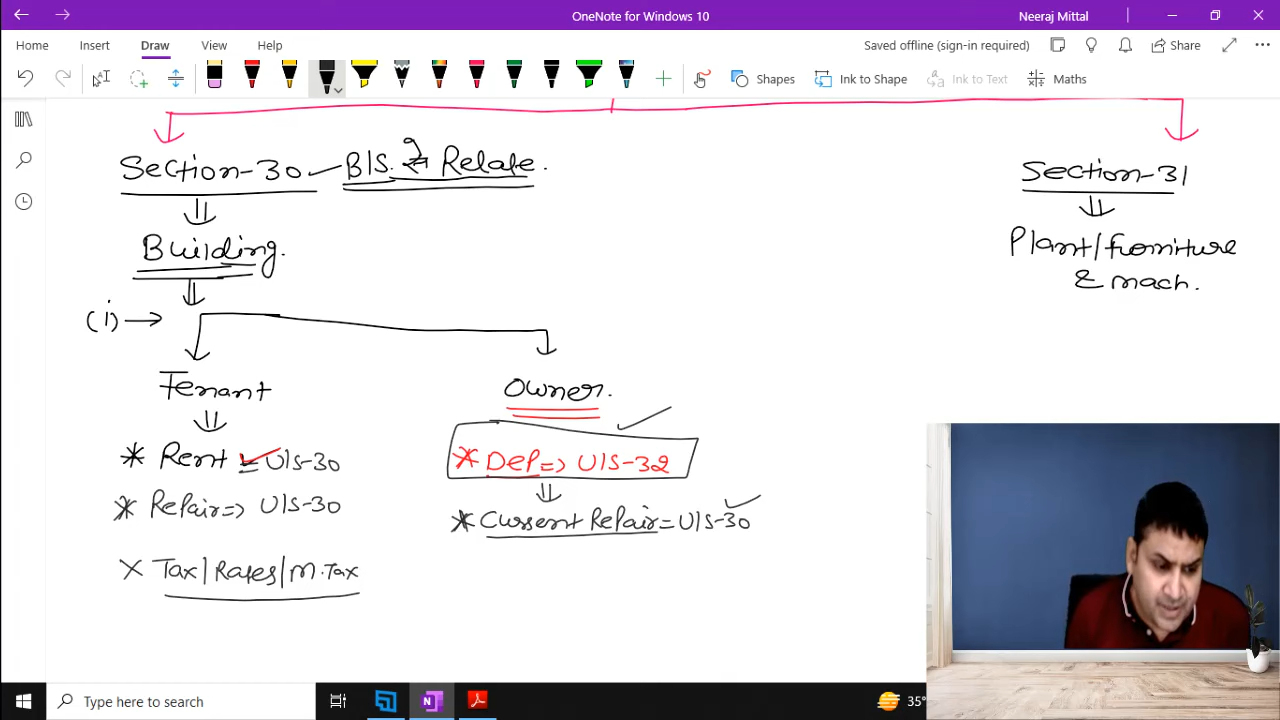 OneNote for Windows 10
Neeraj Mittal
Home Insert Draw View Help
Saved offline (sign in required)
Share
Shapes
Ink to Shape
Ink to Text
Maths
Section-30 B/S. से Relate.
Section-31
Building.
Plant/furniture
& mach.
(i)→
Tenant
Owner.
* Rent = U/S-30
* Dep => U/S-32
* Repair=> U/S-30
* Current Repair = U/S-30
× Tax/Rates/M.Tax
Type here to search
35°